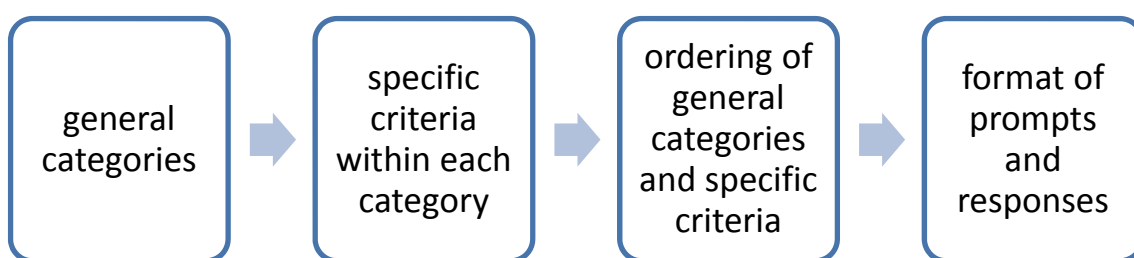 general
categories
specific
criteria
within each
category
ordering of
general
categories
and specific
criteria
format of
prompts
and
responses